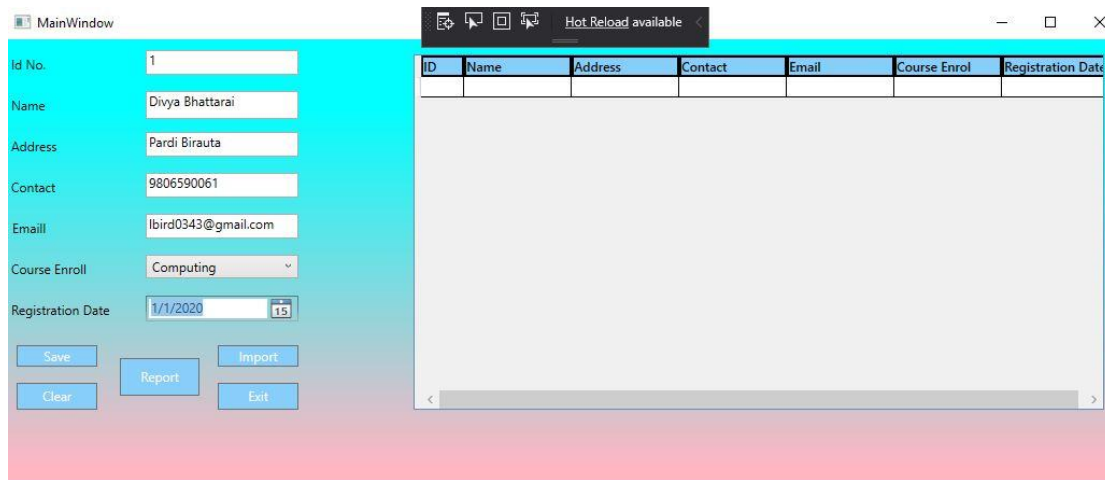 MainWindow
Hot Reload available
Id No. 1
Name Divya Bhattarai
Address Pardi Birauta
Contact 9806590061
Emaill lbird0343@gmail.com
Course Enroll Computing
Registration Date 1/1/2020 15
Save Import
Report
Clear Exit
ID Name Address Contact Email Course Enrol Registration Date